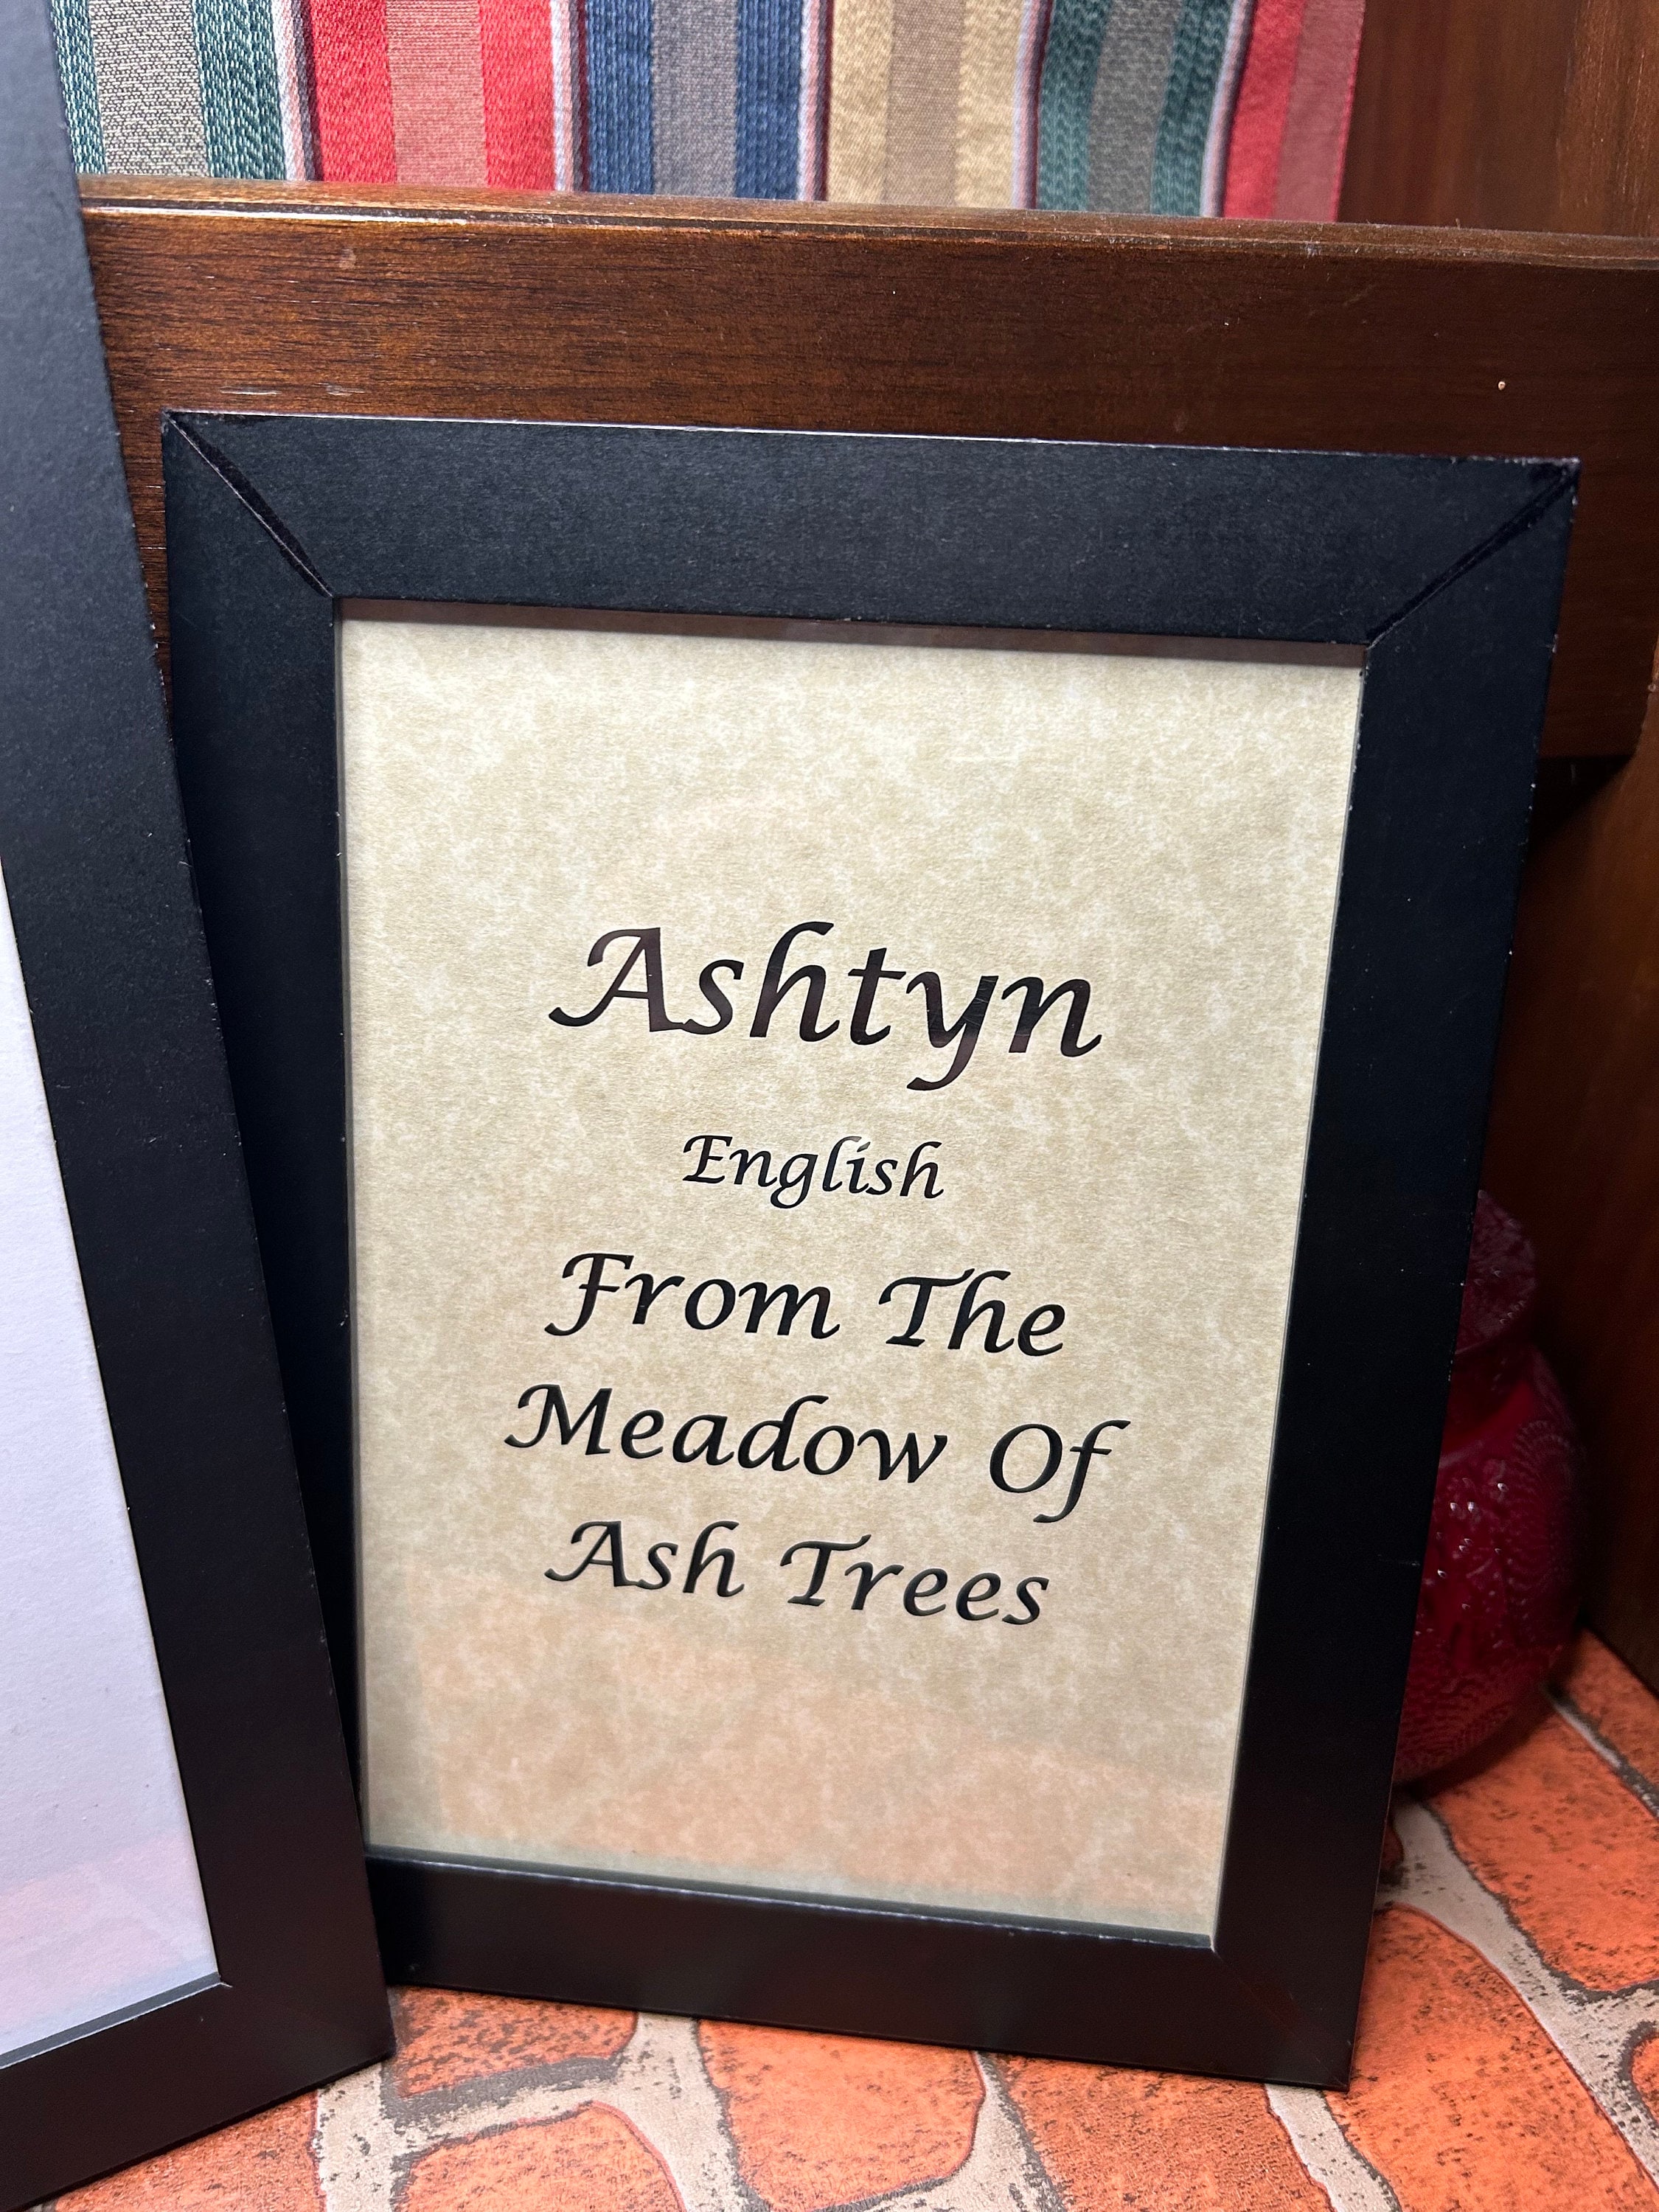 Ashtyn
English
From The
Meadow Of
Ash Trees